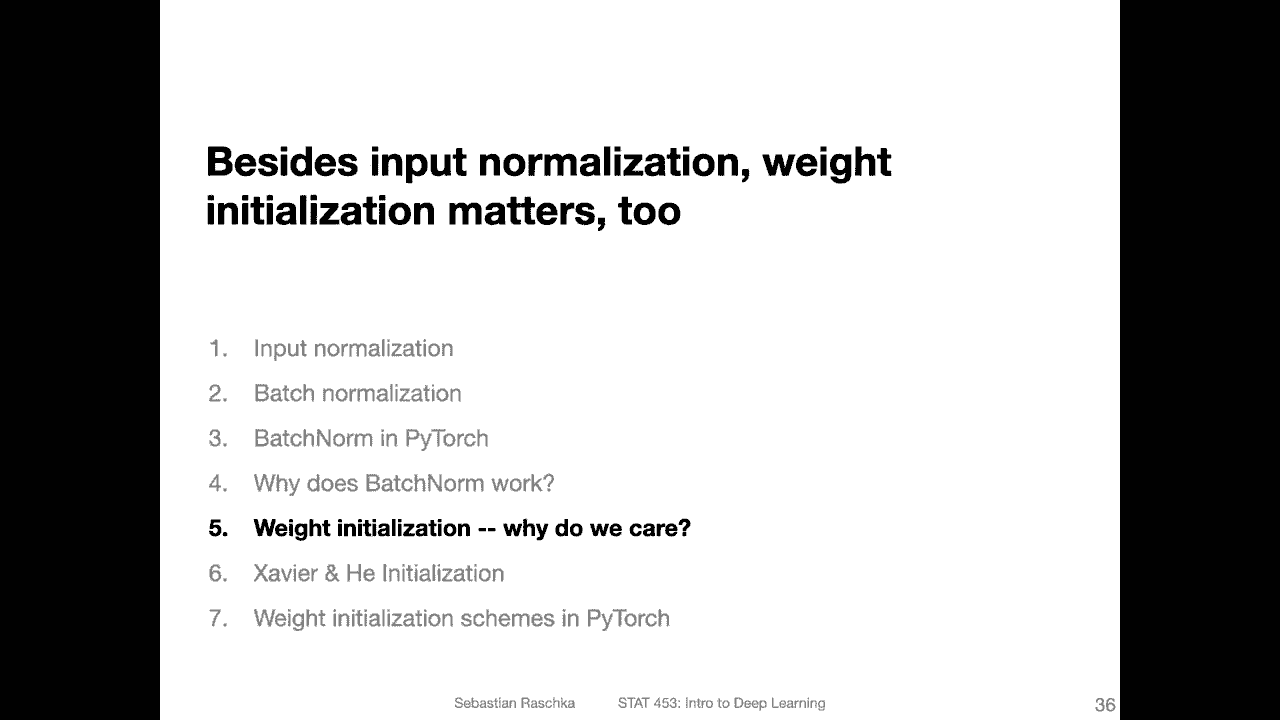 Besides input normalization, weight
initialization matters, too
1. Input normalization
2. Batch normalization
3. BatchNorm in PyTorch
4. Why does BatchNorm work?
5. Weight initialization -- why do we care?
6. Xavier & He Initialization
7. Weight initialization schemes in PyTorch
Sebastian Raschka STAT 453: Intro to Deep Learning 36